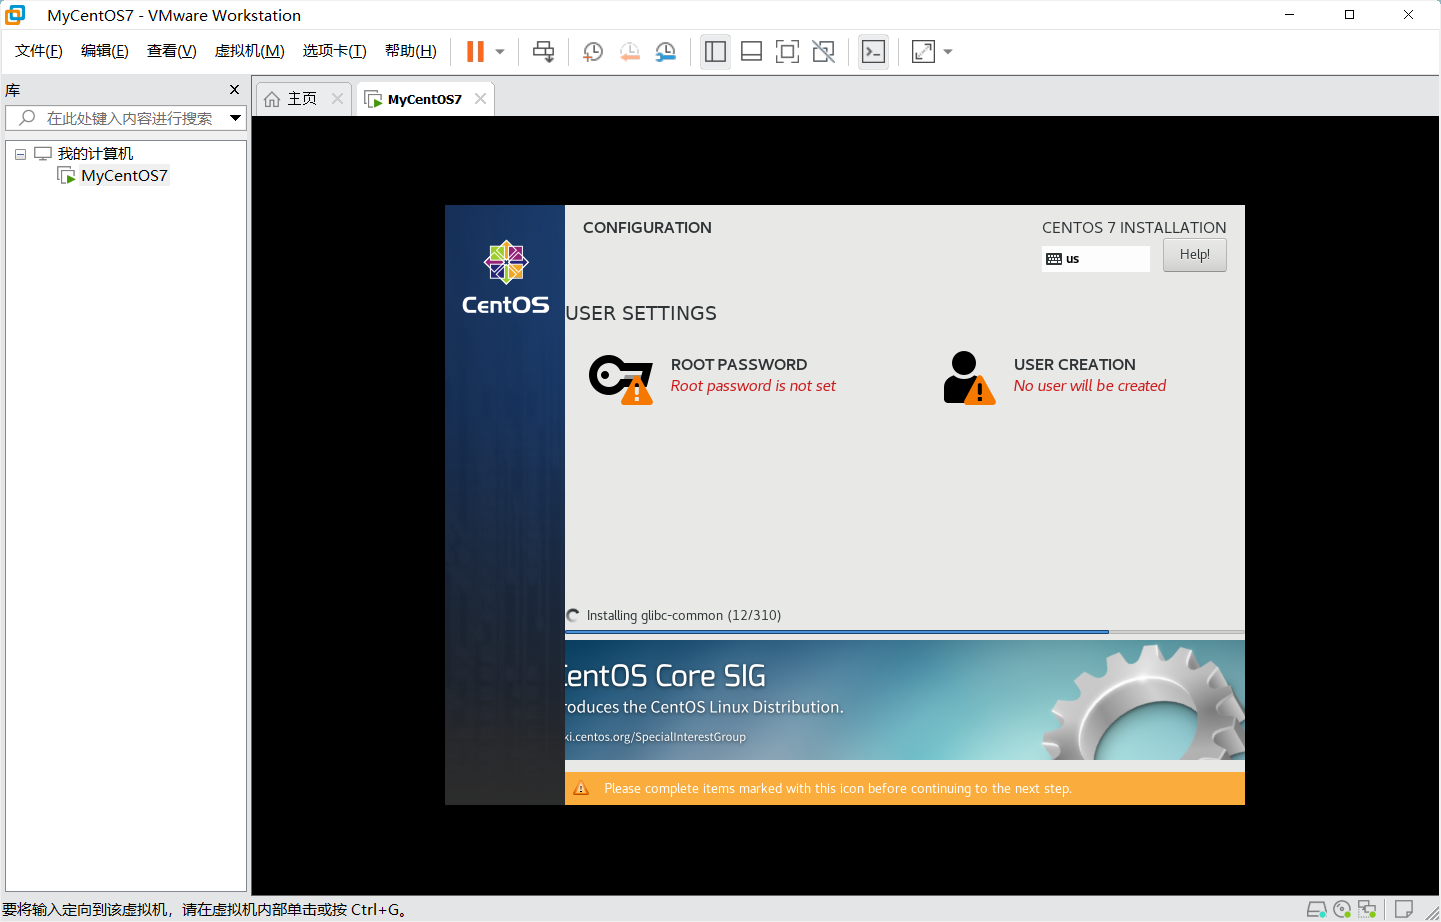 MyCentOS7 - VMware Workstation
文件(F) 编辑(E) 查看(V) 虚拟机(M) 选项卡(T) 帮助(H)
库
在此处键入内容进行搜索
我的计算机
MyCentOS7
主页
MyCentOS7
CentOS
CONFIGURATION
CENTOS 7 INSTALLATION
us
Help!
USER SETTINGS
ROOT PASSWORD
Root password is not set
USER CREATION
No user will be created
Installing glibc-common (12/310)
CentOS Core SIG
roduces the CentOS Linux Distribution.
ki.centos.org/SpecialInterestGroup
Please complete items marked with this icon before continuing to the next step.
要将输入定向到该虚拟机，请在虚拟机内部单击或按 Ctrl+G。